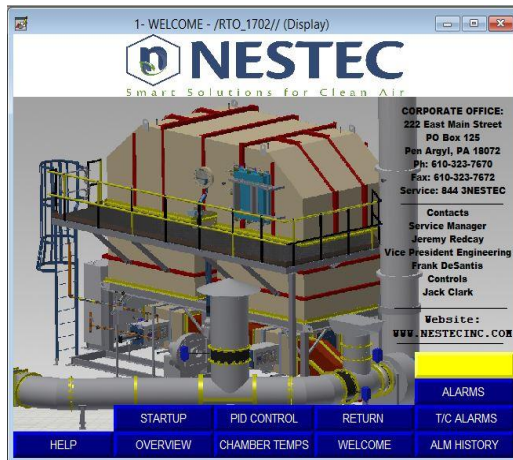 1- WELCOME - /RTO_1702// (Display)
n NESTEC
Smart Solutions for Clean Air
CORPORATE OFFICE:
222 East Main Street
PO Box 125
Pen Argyl, PA 18072
Ph: 610-323-7670
Fax: 610-323-7672
Service: 844 3NESTEC
Contacts
Service Manager
Jeremy Redcay
Vice President Engineering
Frank DeSantis
Controls
Jack Clark
Website:
WWW.NESTECINC.COM
ALARMS
STARTUP PID CONTROL RETURN T/C ALARMS
HELP OVERVIEW CHAMBER TEMPS WELCOME ALM HISTORY